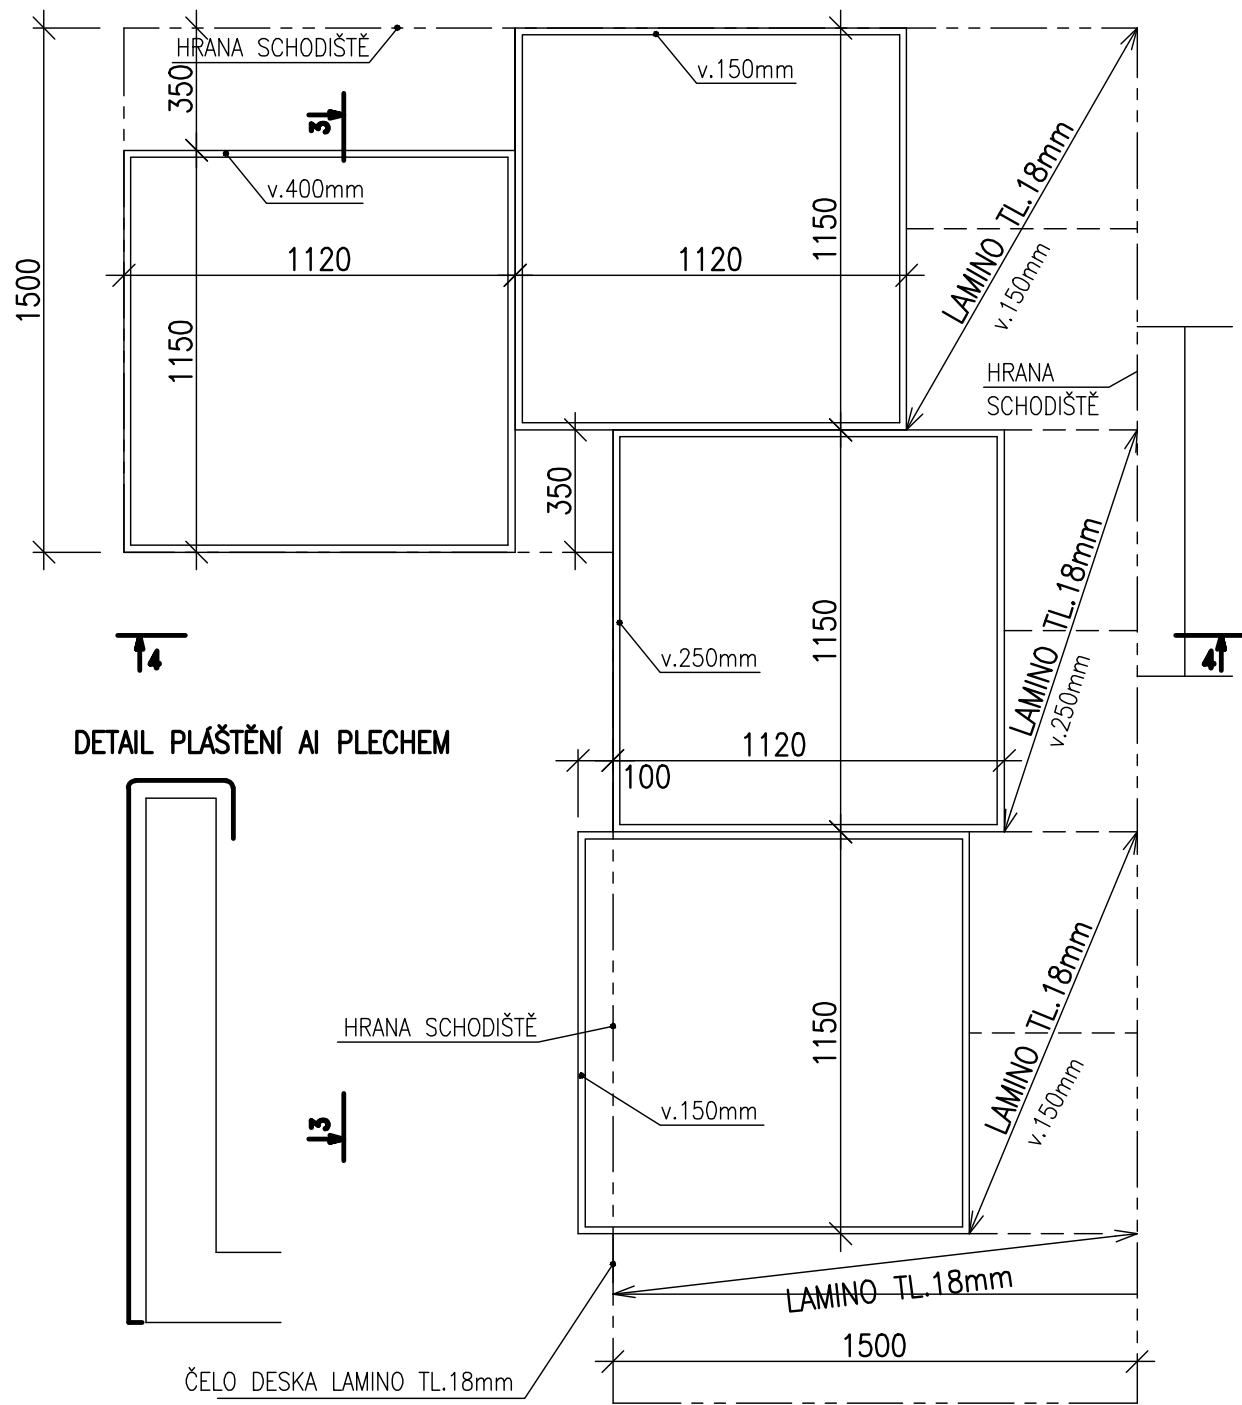 HRANA SCHODIŠTĚ
v.150mm
350
3
v.400mm
1150
LAMINO TL.18mm
v.150mm
1120
1120
1500
1150
HRANA
SCHODIŠTĚ
350
1150
LAMINO TL.18mm
v.250mm
4
v.250mm
4
DETAIL PLÁŠTĚNÍ Al PLECHEM
1120
100
LAMINO TL.18mm
v.150mm
HRANA SCHODIŠTĚ
1150
v.150mm
3
LAMINO TL.18mm
1500
ČELO DESKA LAMINO TL.18mm